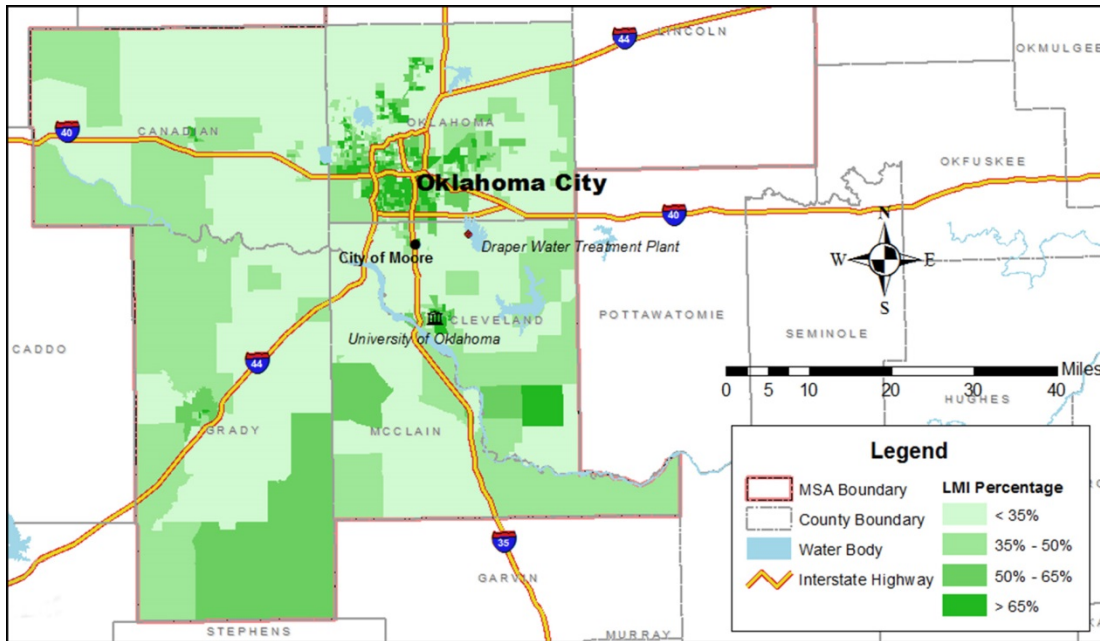 44
LINCOLN
OKMULGEE
40
CANADIAN
OKLAHOMA
OKFUSKEE
Oklahoma City
40
N
W E
S
City of Moore
Draper Water Treatment Plant
CLEVELAND
University of Oklahoma
POTTAWATOMIE
SEMINOLE
CADDO
44
Miles
0 5 10 20 30 40
HUGHES
GRADY
MCCLAIN
35
GARVIN
STEPHENS
MURRAY
Legend
MSA Boundary
County Boundary
Water Body
Interstate Highway
LMI Percentage
< 35%
35% - 50%
50% - 65%
> 65%